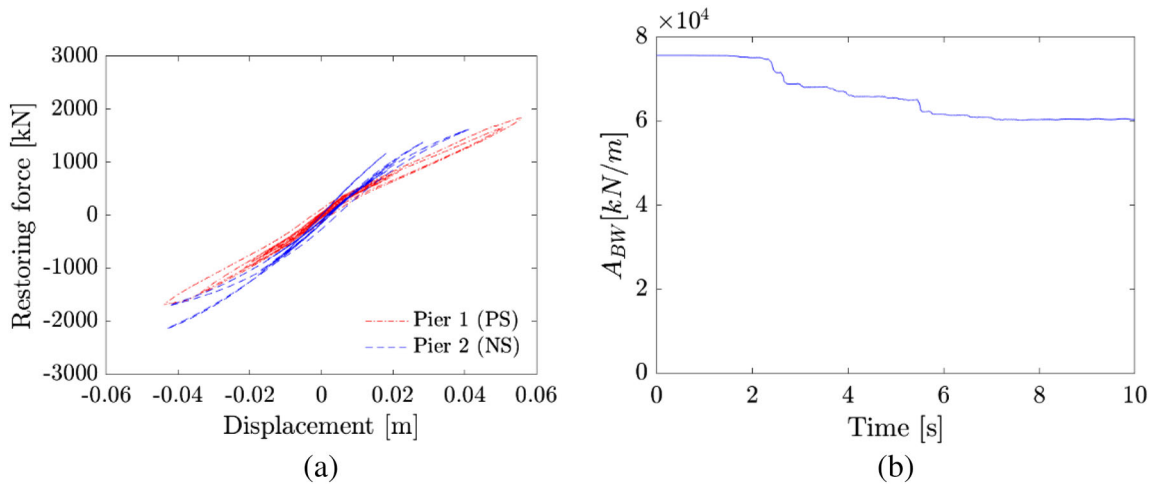 3000
2000
1000
0
-1000
-2000
-3000
Restoring force [kN]
Pier 1 (PS)
Pier 2 (NS)
-0.06 -0.04 -0.02 0 0.02 0.04 0.06
Displacement [m]
(a)
×10⁴
8
6
4
2
0
A_BW [kN/m]
0 2 4 6 8 10
Time [s]
(b)